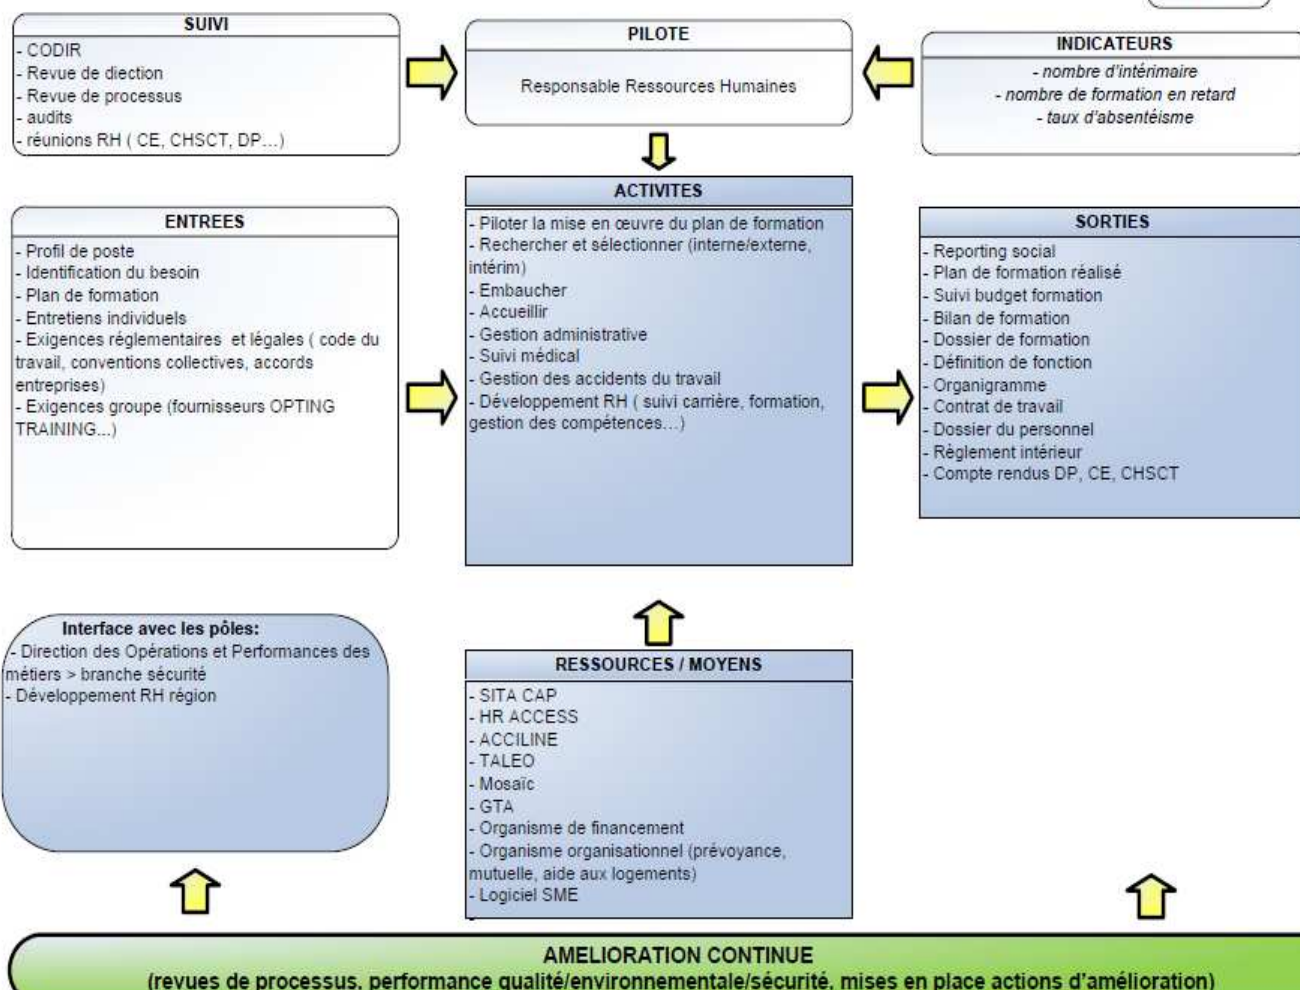 SUIVI
- CODIR
- Revue de diection
- Revue de processus
- audits
- réunions RH ( CE, CHSCT, DP...)
PILOTE
Responsable Ressources Humaines
INDICATEURS
- nombre d'intérimaire
- nombre de formation en retard
- taux d'absentéisme
ENTREES
- Profil de poste
- Identification du besoin
- Plan de formation
- Entretiens individuels
- Exigences réglementaires et légales ( code du
travail, conventions collectives, accords
entreprises)
- Exigences groupe (fournisseurs OPTING
TRAINING...)
ACTIVITES
- Piloter la mise en œuvre du plan de formation
- Rechercher et sélectionner (interne/externe,
intérim)
- Embaucher
- Accueillir
- Gestion administrative
- Suivi médical
- Gestion des accidents du travail
- Développement RH ( suivi carrière, formation,
gestion des compétences...)
SORTIES
- Reporting social
- Plan de formation réalisé
- Suivi budget formation
- Bilan de formation
- Dossier de formation
- Définition de fonction
- Organigramme
- Contrat de travail
- Dossier du personnel
- Règlement intérieur
- Compte rendus DP, CE, CHSCT
Interface avec les pôles:
- Direction des Opérations et Performances des
métiers > branche sécurité
- Développement RH région
RESSOURCES / MOYENS
- SITA CAP
- HR ACCESS
- ACCILINE
- TALEO
- Mosaïc
- GTA
- Organisme de financement
- Organisme organisationnel (prévoyance,
mutuelle, aide aux logements)
- Logiciel SME
-
AMELIORATION CONTINUE
(revues de processus, performance qualité/environnementale/sécurité, mises en place actions d'amélioration)